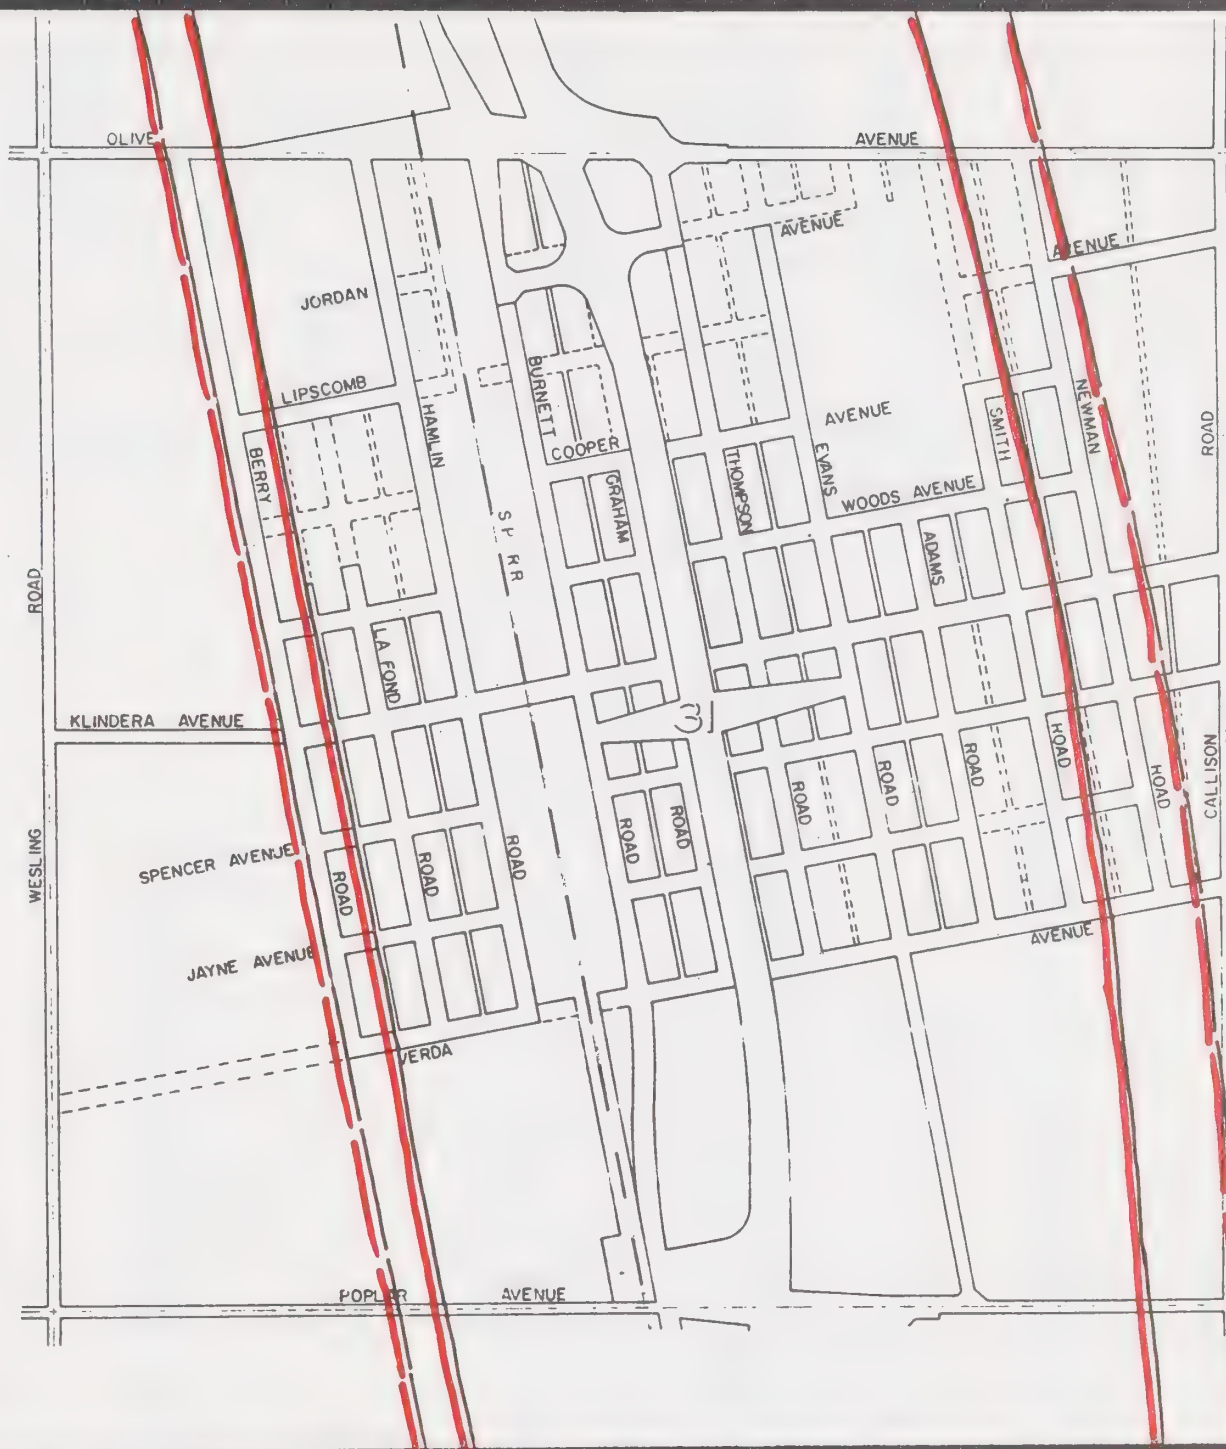 OLIVE
AVENUE
AVENUE
AVENUE
JORDAN
LIPSCOMB
BERRY
HAMLIN
BURNETT
COOPER
GRAHAM
THOMPSON
EVANS
AVENUE
WOODS AVENUE
SMITH
NEWMAN
ROAD
ADAMS
S P RR
ROAD
LA FOND
KLINDERA AVENUE
WESLING
SPENCER AVENUE
JAYNE AVENUE
ROAD
ROAD
ROAD
ROAD
ROAD
ROAD
ROAD
ROAD
ROAD
ROAD
CALLISON
AVENUE
VERDA
POPLAR AVENUE